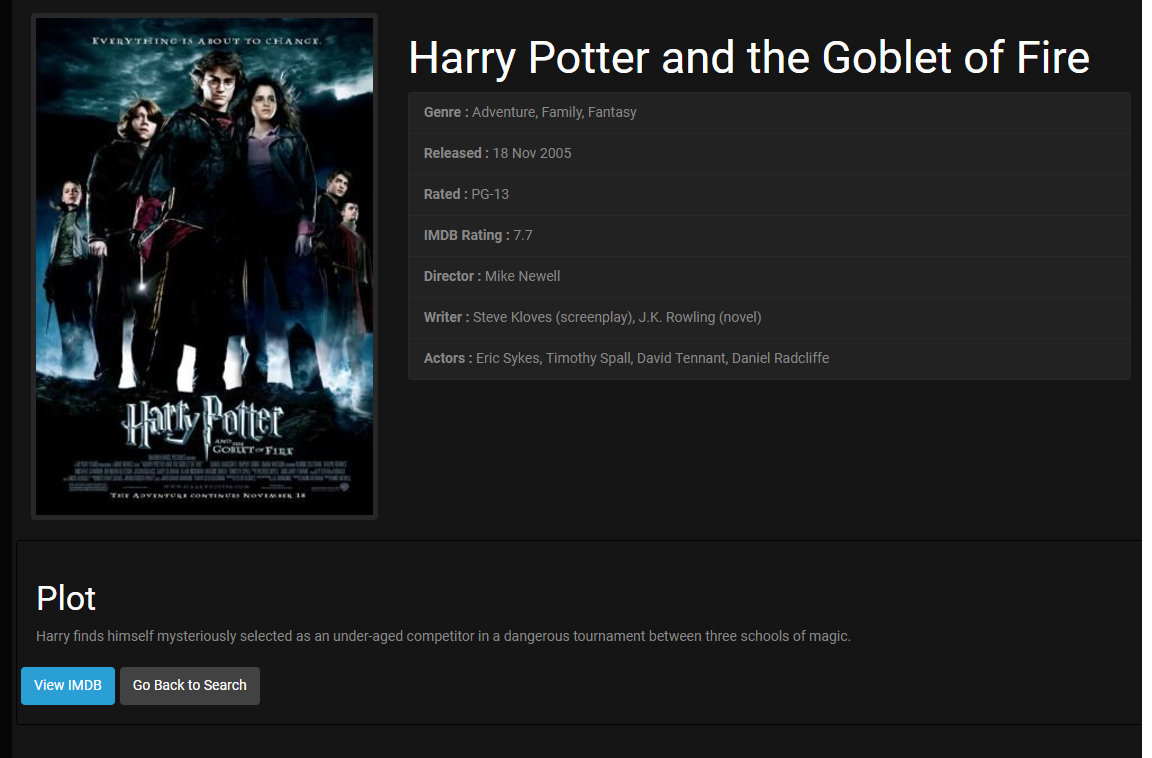 EVERYTHING IS ABOUT TO CHANGE.
Harry Potter
AND THE
GOBLET OF FIRE
THE ADVENTURE CONTINUES NOVEMBER 18
Harry Potter and the Goblet of Fire
Genre : Adventure, Family, Fantasy
Released : 18 Nov 2005
Rated : PG-13
IMDB Rating : 7.7
Director : Mike Newell
Writer : Steve Kloves (screenplay), J.K. Rowling (novel)
Actors : Eric Sykes, Timothy Spall, David Tennant, Daniel Radcliffe
Plot
Harry finds himself mysteriously selected as an under-aged competitor in a dangerous tournament between three schools of magic.
View IMDB
Go Back to Search